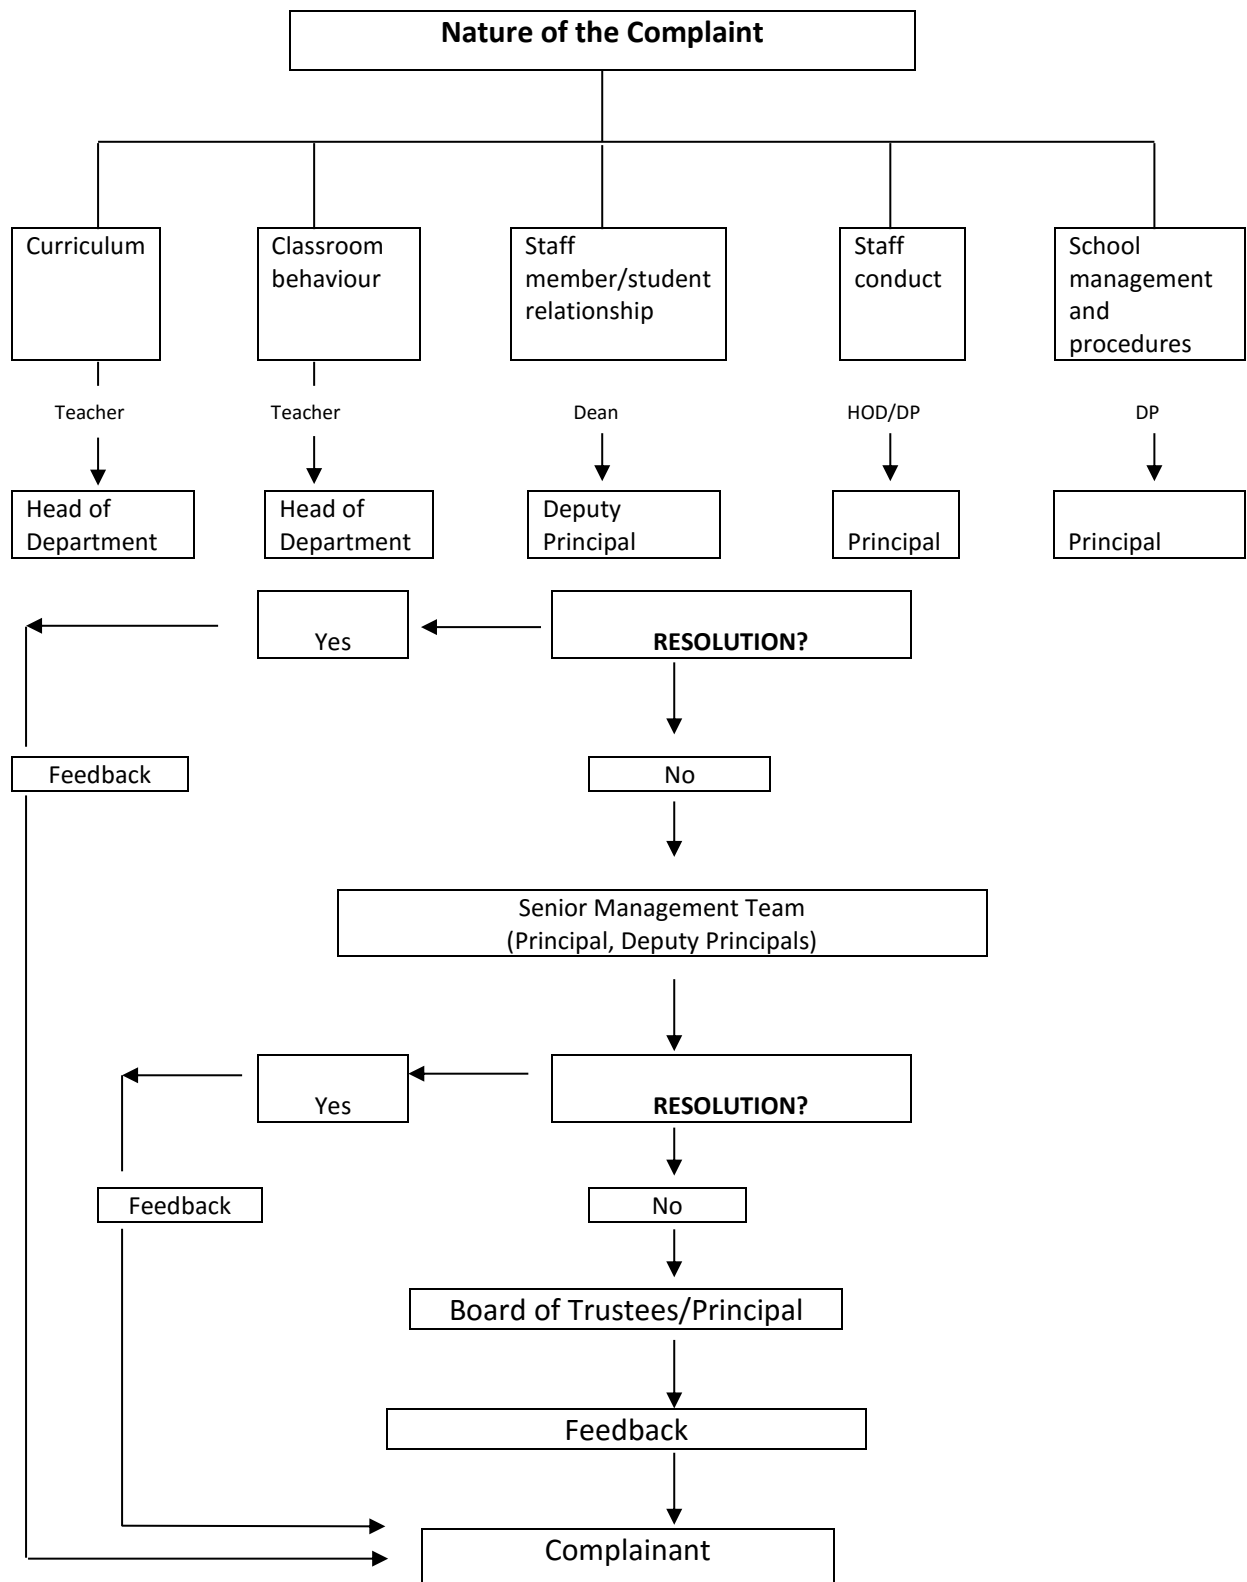 Nature of the Complaint
Curriculum
Classroom
behaviour
Staff
member/student
relationship
Staff
conduct
School
management
and
procedures
Teacher
Teacher
Dean
HOD/DP
DP
Head of
Department
Head of
Department
Deputy
Principal
Principal
Principal
Yes
RESOLUTION?
Feedback
No
Senior Management Team
(Principal, Deputy Principals)
Yes
RESOLUTION?
Feedback
No
Board of Trustees/Principal
Feedback
Complainant